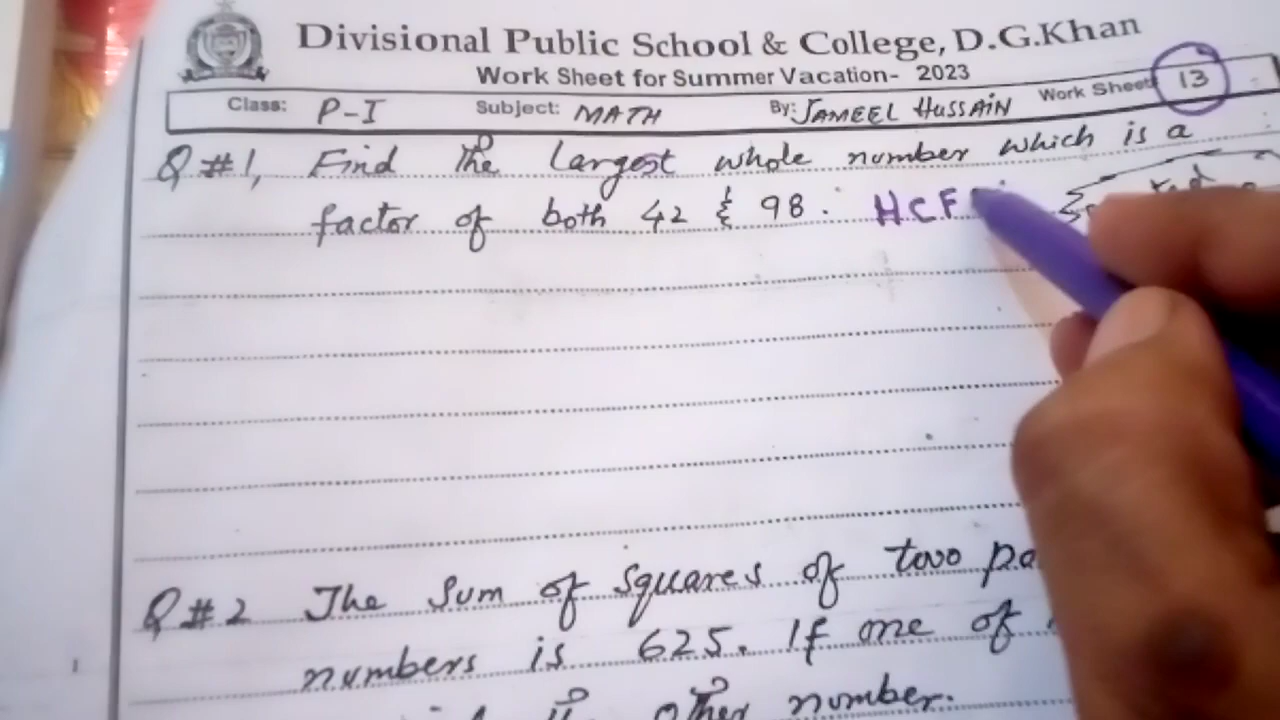 Divisional Public School & College, D.G.Khan
Work Sheet for Summer Vacation- 2023
Class: P-I Subject: MATH By: JAMEEL HUSSAIN Work Sheet 13
Q #1, Find the largest whole number which is a
factor of both 42 & 98. HCF
Q #2 The Sum of squares of two
numbers is 625. If one of
other number.